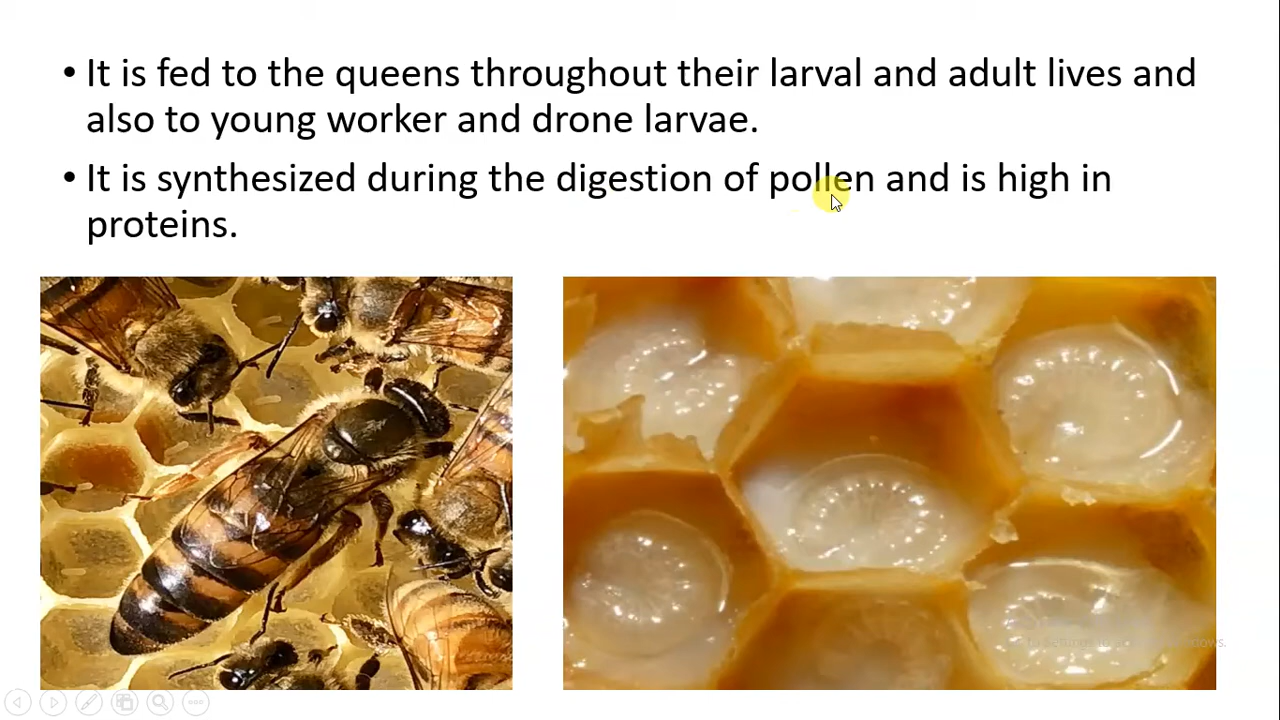 • It is fed to the queens throughout their larval and adult lives and
also to young worker and drone larvae.
• It is synthesized during the digestion of pollen and is high in
proteins.